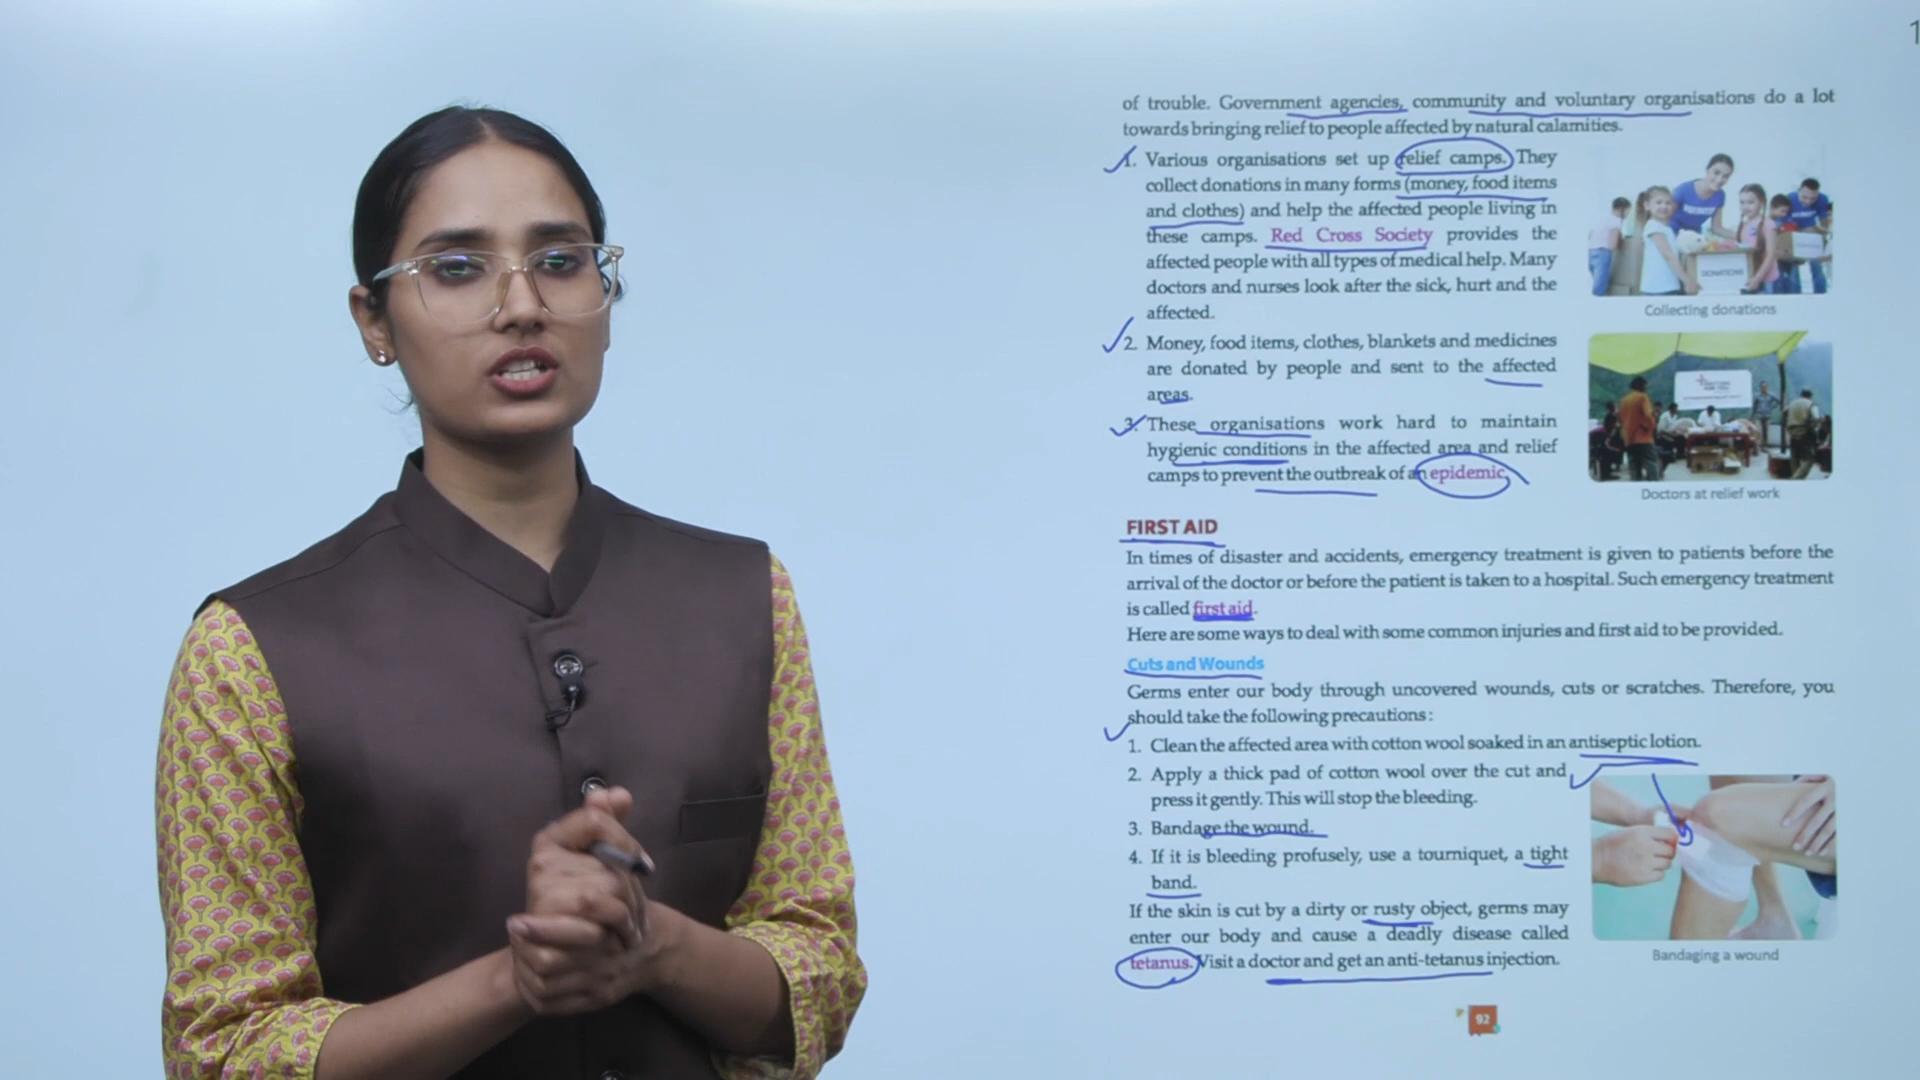 1
of trouble. Government agencies, community and voluntary organisations do a lot
towards bringing relief to people affected by natural calamities.
1. Various organisations set up relief camps. They
collect donations in many forms (money, food items
and clothes) and help the affected people living in
these camps. Red Cross Society provides the
affected people with all types of medical help. Many
doctors and nurses look after the sick, hurt and the
affected.
DONATIONS
Collecting donations
2. Money, food items, clothes, blankets and medicines
are donated by people and sent to the affected
areas.
3. These organisations work hard to maintain
hygienic conditions in the affected area and relief
camps to prevent the outbreak of an epidemic.
Doctors at relief work
FIRST AID
In times of disaster and accidents, emergency treatment is given to patients before the
arrival of the doctor or before the patient is taken to a hospital. Such emergency treatment
is called first aid.
Here are some ways to deal with some common injuries and first aid to be provided.
Cuts and Wounds
Germs enter our body through uncovered wounds, cuts or scratches. Therefore, you
should take the following precautions:
1. Clean the affected area with cotton wool soaked in an antiseptic lotion.
2. Apply a thick pad of cotton wool over the cut and
press it gently. This will stop the bleeding.
3. Bandage the wound.
4. If it is bleeding profusely, use a tourniquet, a tight
band.
If the skin is cut by a dirty or rusty object, germs may
enter our body and cause a deadly disease called
tetanus. Visit a doctor and get an anti-tetanus injection.
Bandaging a wound
92